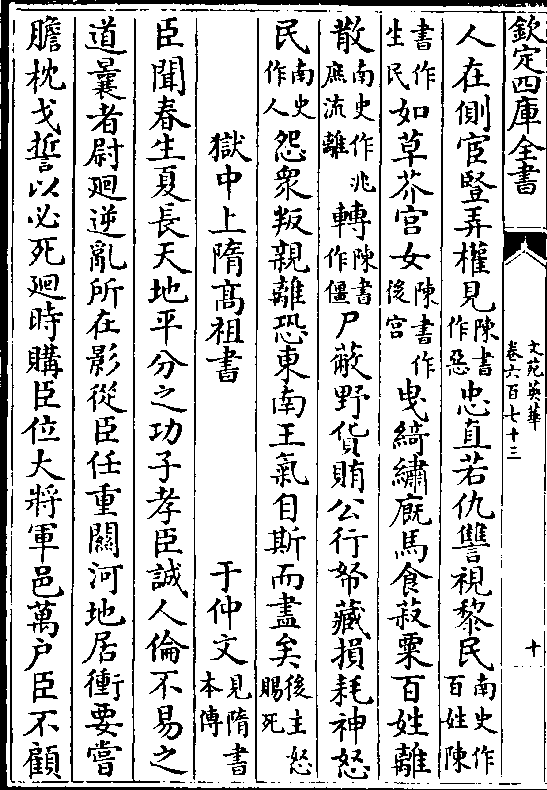 欽定四庫全書
文苑英華
卷六百七十三
十
人在側宦豎弄權見陳書作惡忠直若仇讐視黎民南史作百姓陳
書作生民如草芥宫女陳書作後宫曳綺繡廐馬食菽粟百姓離
散南史作兆庶流離轉陳書作僵尸蔽野貨賄公行帑藏損耗神怒
民南史作人怨衆叛親離恐東南王氣自斯而盡矣後主怒賜死
獄中上隋髙祖書 于仲文見隋書本傳
臣聞春生夏長天地平分之功子孝臣誠人倫不易之
道曩者尉迥逆亂所在影從臣任重關河地居衝要嘗
膽枕戈誓以必死迥時購臣位大將軍邑萬户臣不顧